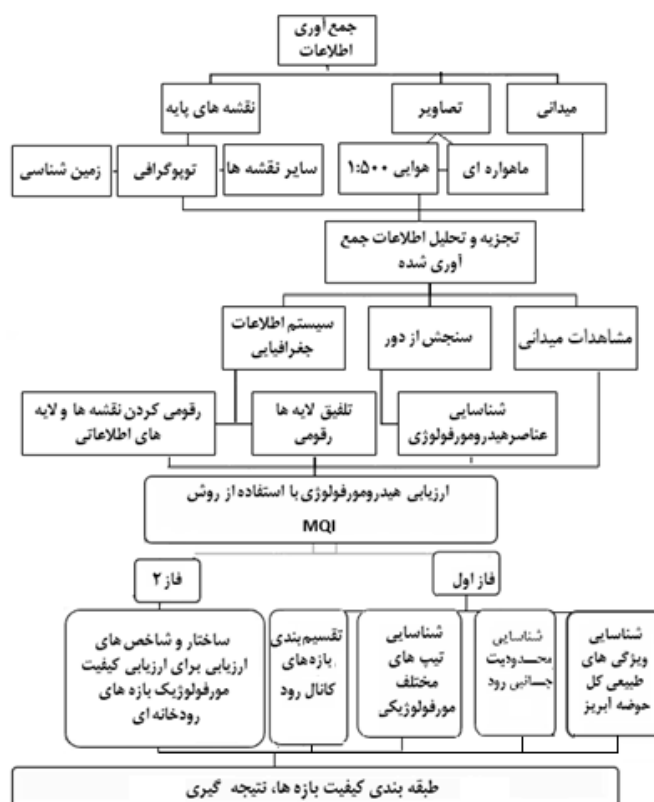 جمع آوری
اطلاعات
میدانی
تصاویر
نقشه های پایه
ماهواره ای
هوایی ۱:۵۰۰
سایر نقشه ها
توپوگرافی
زمین شناسی
تجزیه و تحلیل اطلاعات جمع
آوری شده
مشاهدات میدانی
سنجش از دور
سیستم اطلاعات
جغرافیایی
شناسایی
عناصرهیدرومورفولوژی
تلفیق لایه ها
رقومی
رقومی کردن نقشه ها و لایه
های اطلاعاتی
ارزیابی هیدرومورفولوژی با استفاده از روش
MQI
فاز اول
فاز ۲
شناسایی
ویژگی های
طبیعی کل
حوضه آبریز
شناسایی
محدودیت
جانبی رود
شناسایی
تیپ های
مختلف
مورفولوژیکی
تقسیم بندی
بازه های
کانال رود
ساختار و شاخص های
ارزیابی برای ارزیابی کیفیت
مورفولوژیک بازه های
رودخانه ای
طبقه بندی کیفیت بازه ها، نتیجه گیری